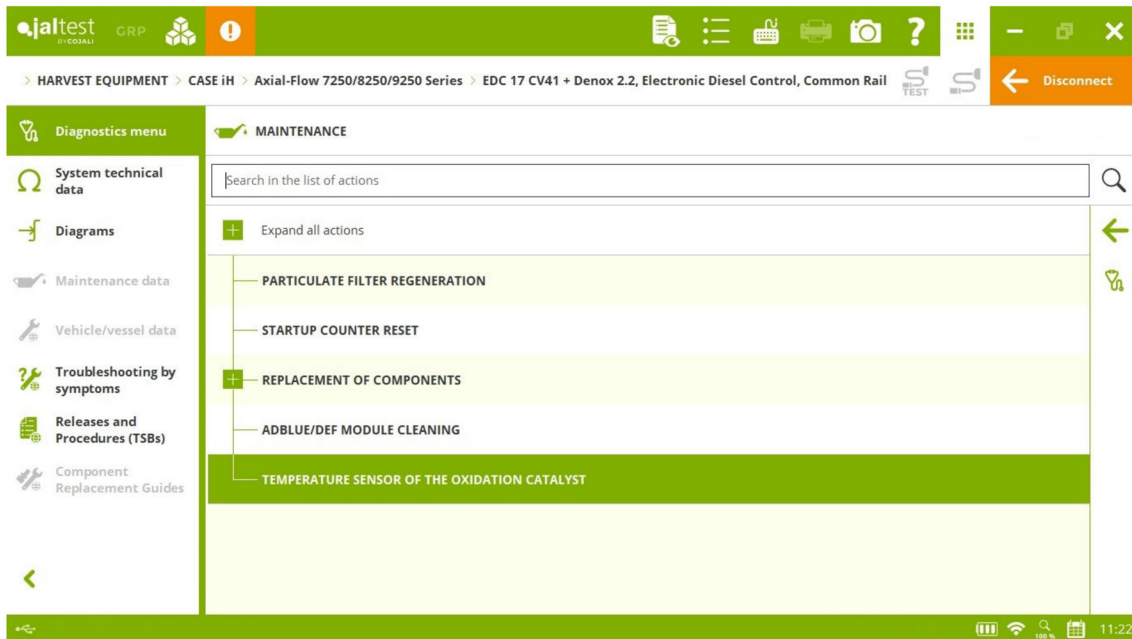 jaltest GRP
BY COJALI
> HARVEST EQUIPMENT > CASE iH > Axial-Flow 7250/8250/9250 Series > EDC 17 CV41 + Denox 2.2, Electronic Diesel Control, Common Rail
TEST
Disconnect
Diagnostics menu
MAINTENANCE
System technical
data
Search in the list of actions
Diagrams
Expand all actions
Maintenance data
PARTICULATE FILTER REGENERATION
Vehicle/vessel data
STARTUP COUNTER RESET
Troubleshooting by
symptoms
REPLACEMENT OF COMPONENTS
Releases and
Procedures (TSBs)
ADBLUE/DEF MODULE CLEANING
Component
Replacement Guides
TEMPERATURE SENSOR OF THE OXIDATION CATALYST
100 %
11:22